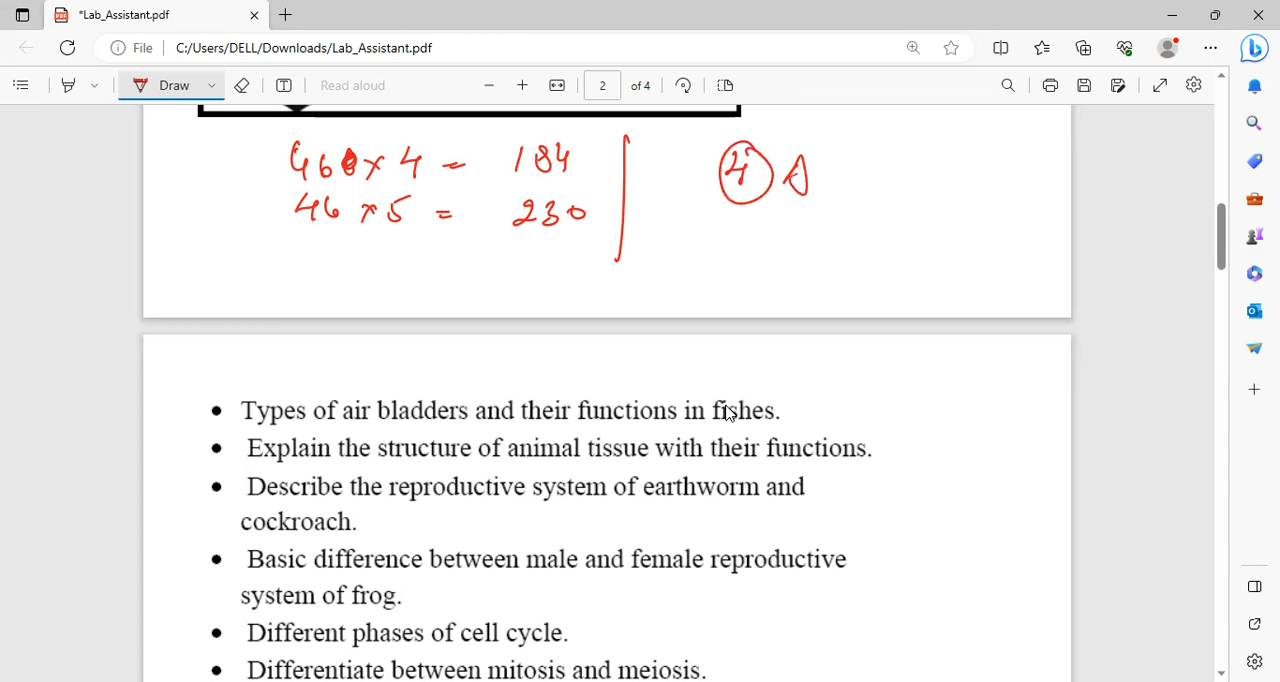 *Lab_Assistant.pdf
File C:/Users/DELL/Downloads/Lab_Assistant.pdf
Draw Read aloud 2 of 4
46 x 4 = 184
46 x 5 = 230
4
• Types of air bladders and their functions in fishes.
• Explain the structure of animal tissue with their functions.
• Describe the reproductive system of earthworm and
cockroach.
• Basic difference between male and female reproductive
system of frog.
• Different phases of cell cycle.
• Differentiate between mitosis and meiosis.